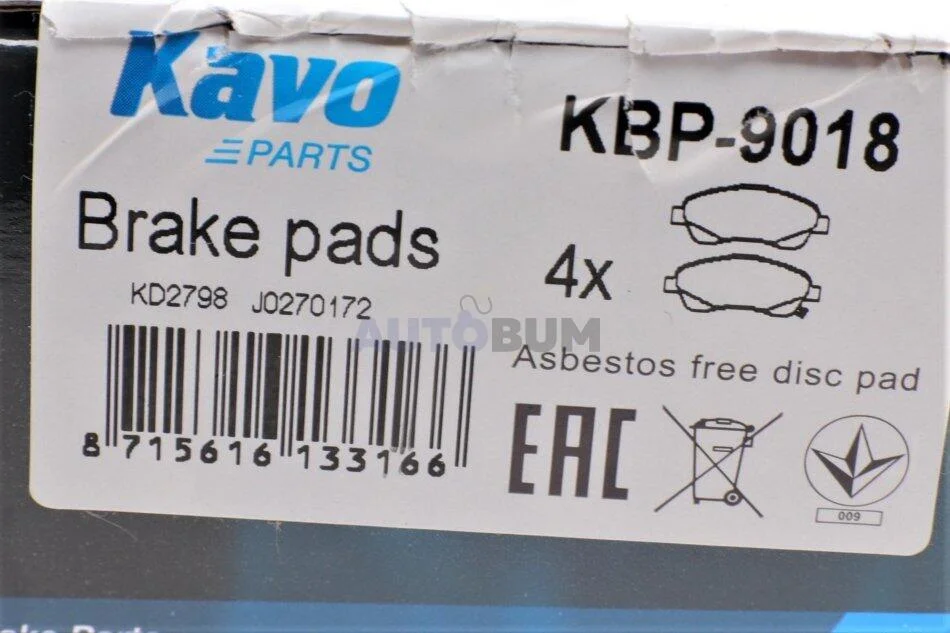 Kavo
PARTS
KBP-9018
Brake pads
4x
KD2798 J0270172
AUTOBUM
8 715616 133166
Asbestos free disc pad
EAC
009